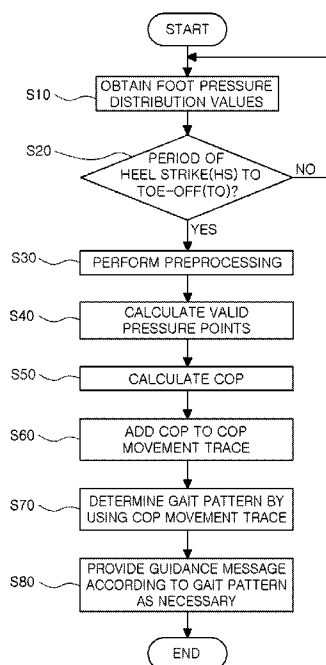 START
S10
OBTAIN FOOT PRESSURE
DISTRIBUTION VALUES
S20
PERIOD OF
HEEL STRIKE(HS) TO
TOE-OFF(TO)?
NO
YES
S30
PERFORM PREPROCESSING
S40
CALCULATE VALID
PRESSURE POINTS
S50
CALCULATE COP
S60
ADD COP TO COP
MOVEMENT TRACE
S70
DETERMINE GAIT PATTERN BY
USING COP MOVEMENT TRACE
S80
PROVIDE GUIDANCE MESSAGE
ACCORDING TO GAIT PATTERN
AS NECESSARY
END